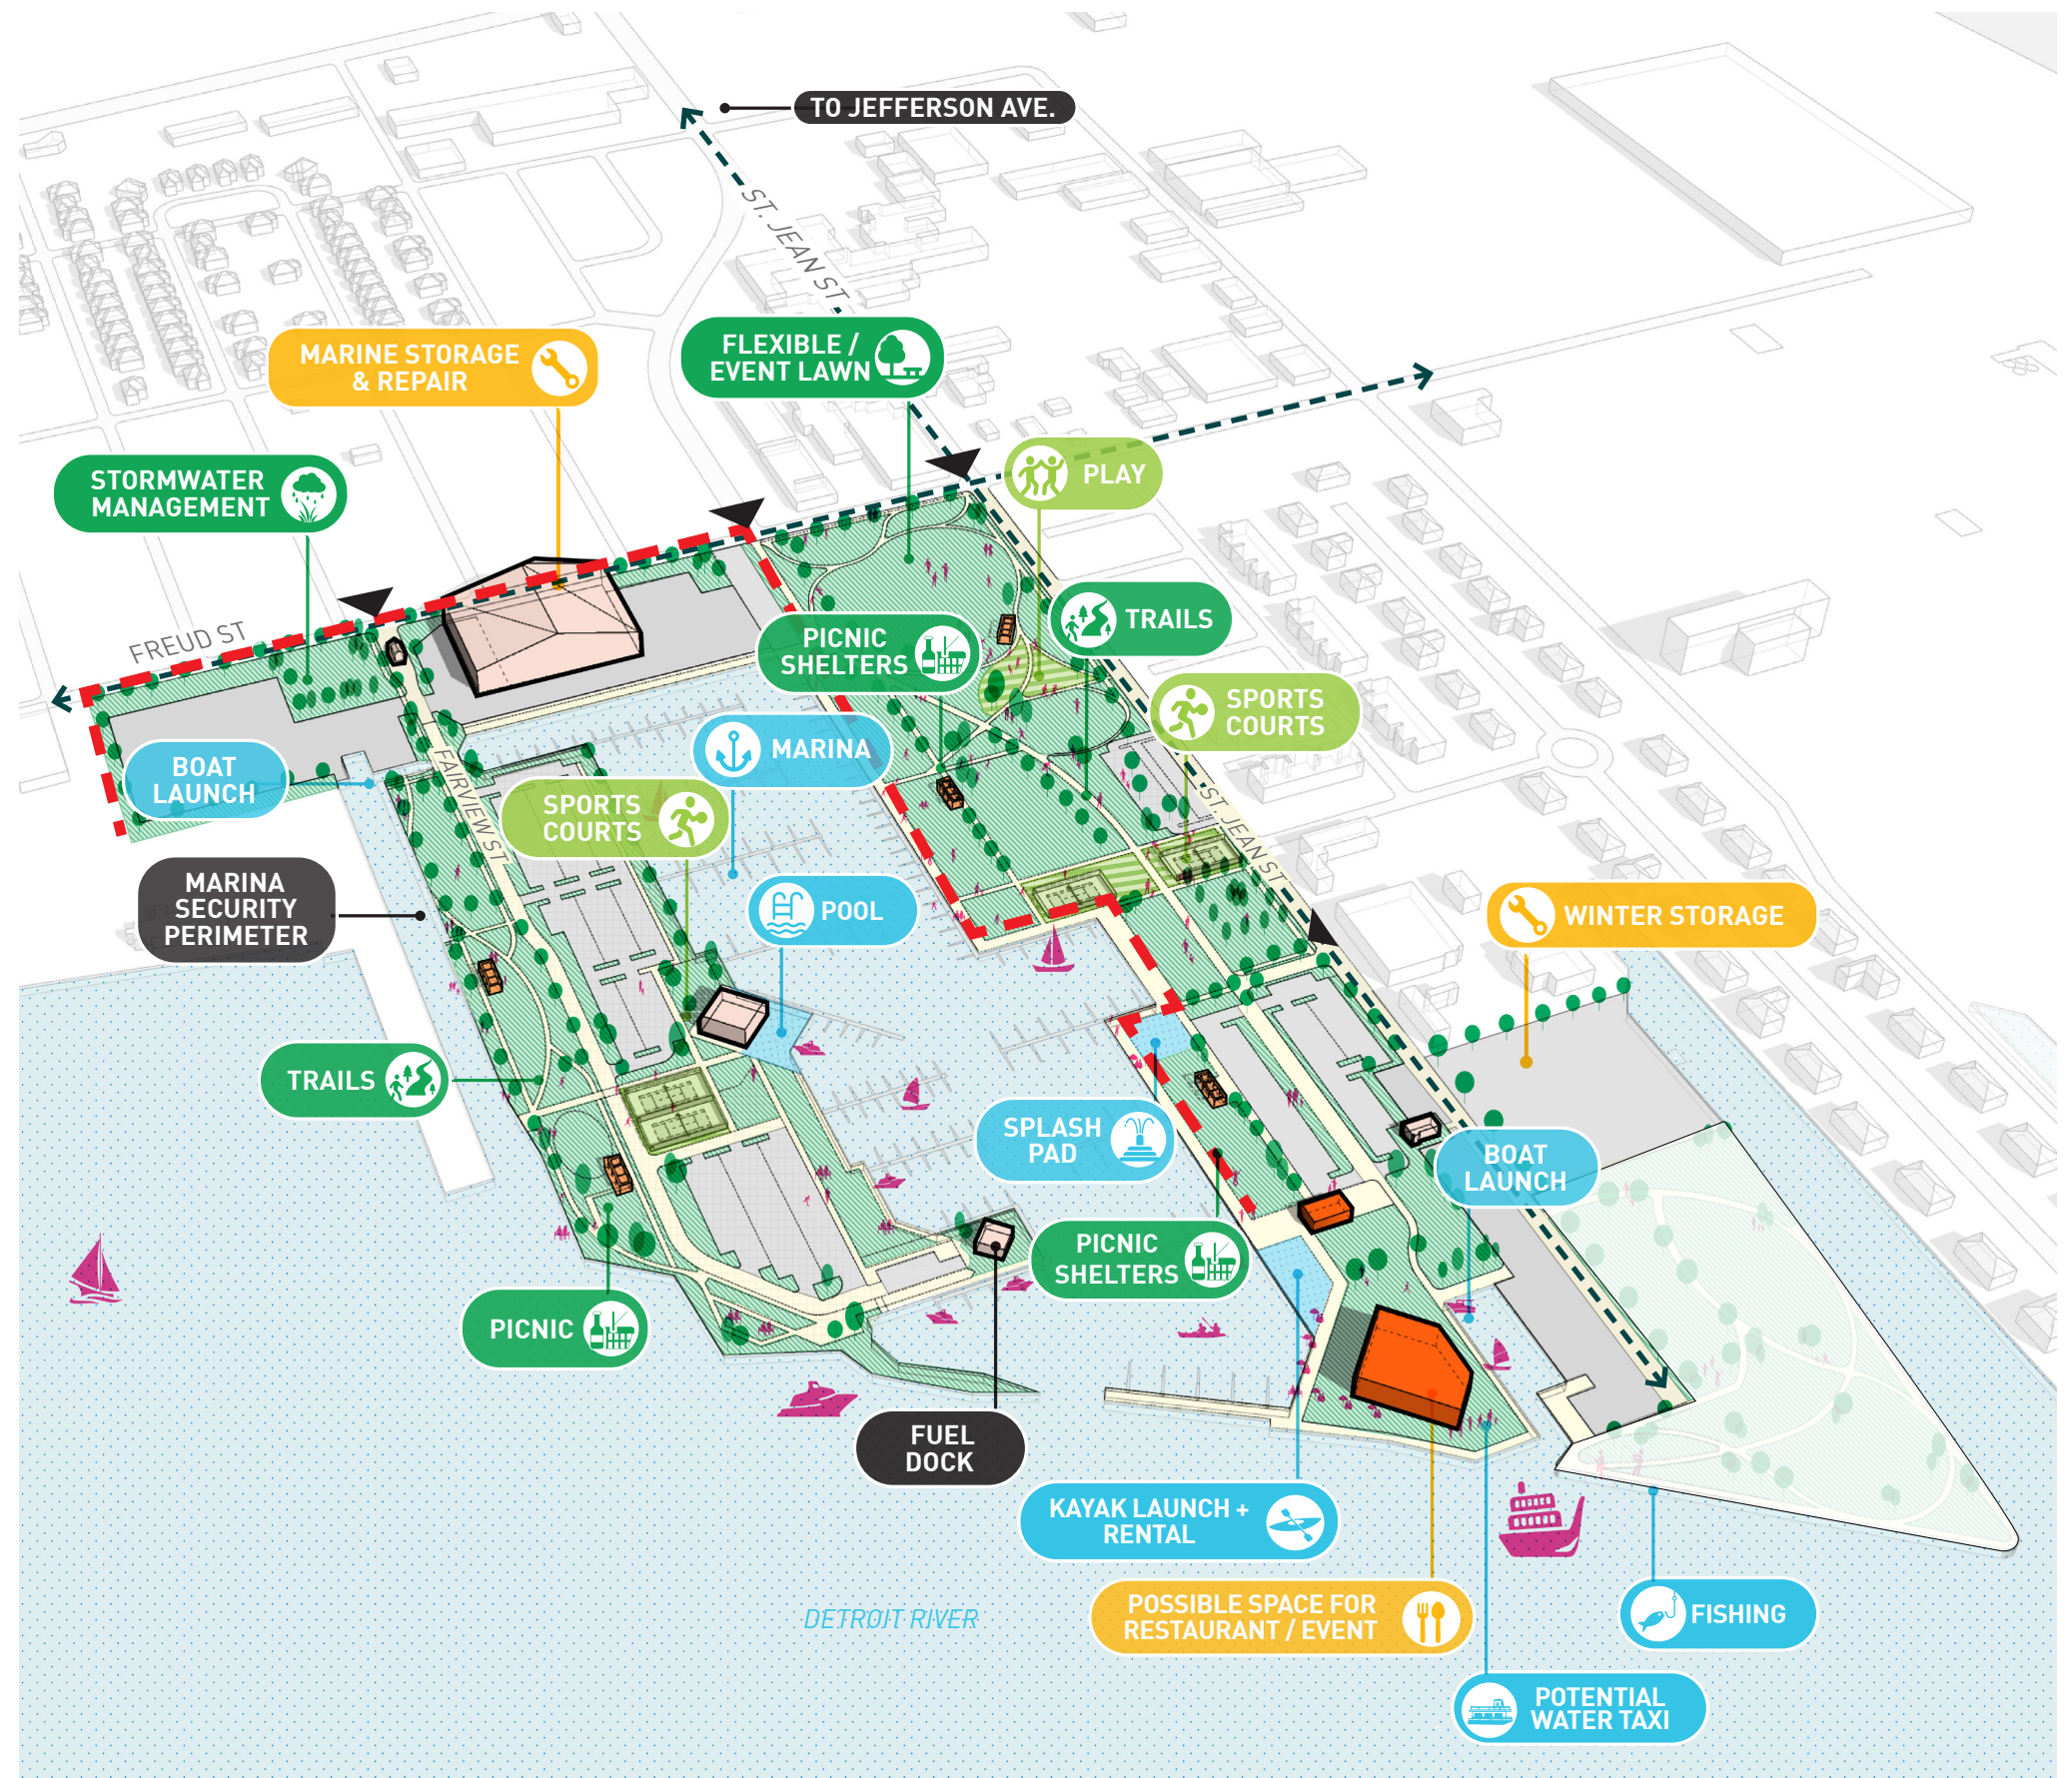 TO JEFFERSON AVE.
ST. JEAN ST
MARINE STORAGE
& REPAIR
FLEXIBLE /
EVENT LAWN
STORMWATER
MANAGEMENT
PLAY
FREUD ST
PICNIC
SHELTERS
TRAILS
SPORTS
COURTS
BOAT
LAUNCH
FAIRVIEW ST
SPORTS
COURTS
MARINA
ST. JEAN ST
MARINA
SECURITY
PERIMETER
POOL
WINTER STORAGE
TRAILS
SPLASH
PAD
BOAT
LAUNCH
PICNIC
SHELTERS
PICNIC
FUEL
DOCK
KAYAK LAUNCH +
RENTAL
DETROIT RIVER
POSSIBLE SPACE FOR
RESTAURANT / EVENT
FISHING
POTENTIAL
WATER TAXI